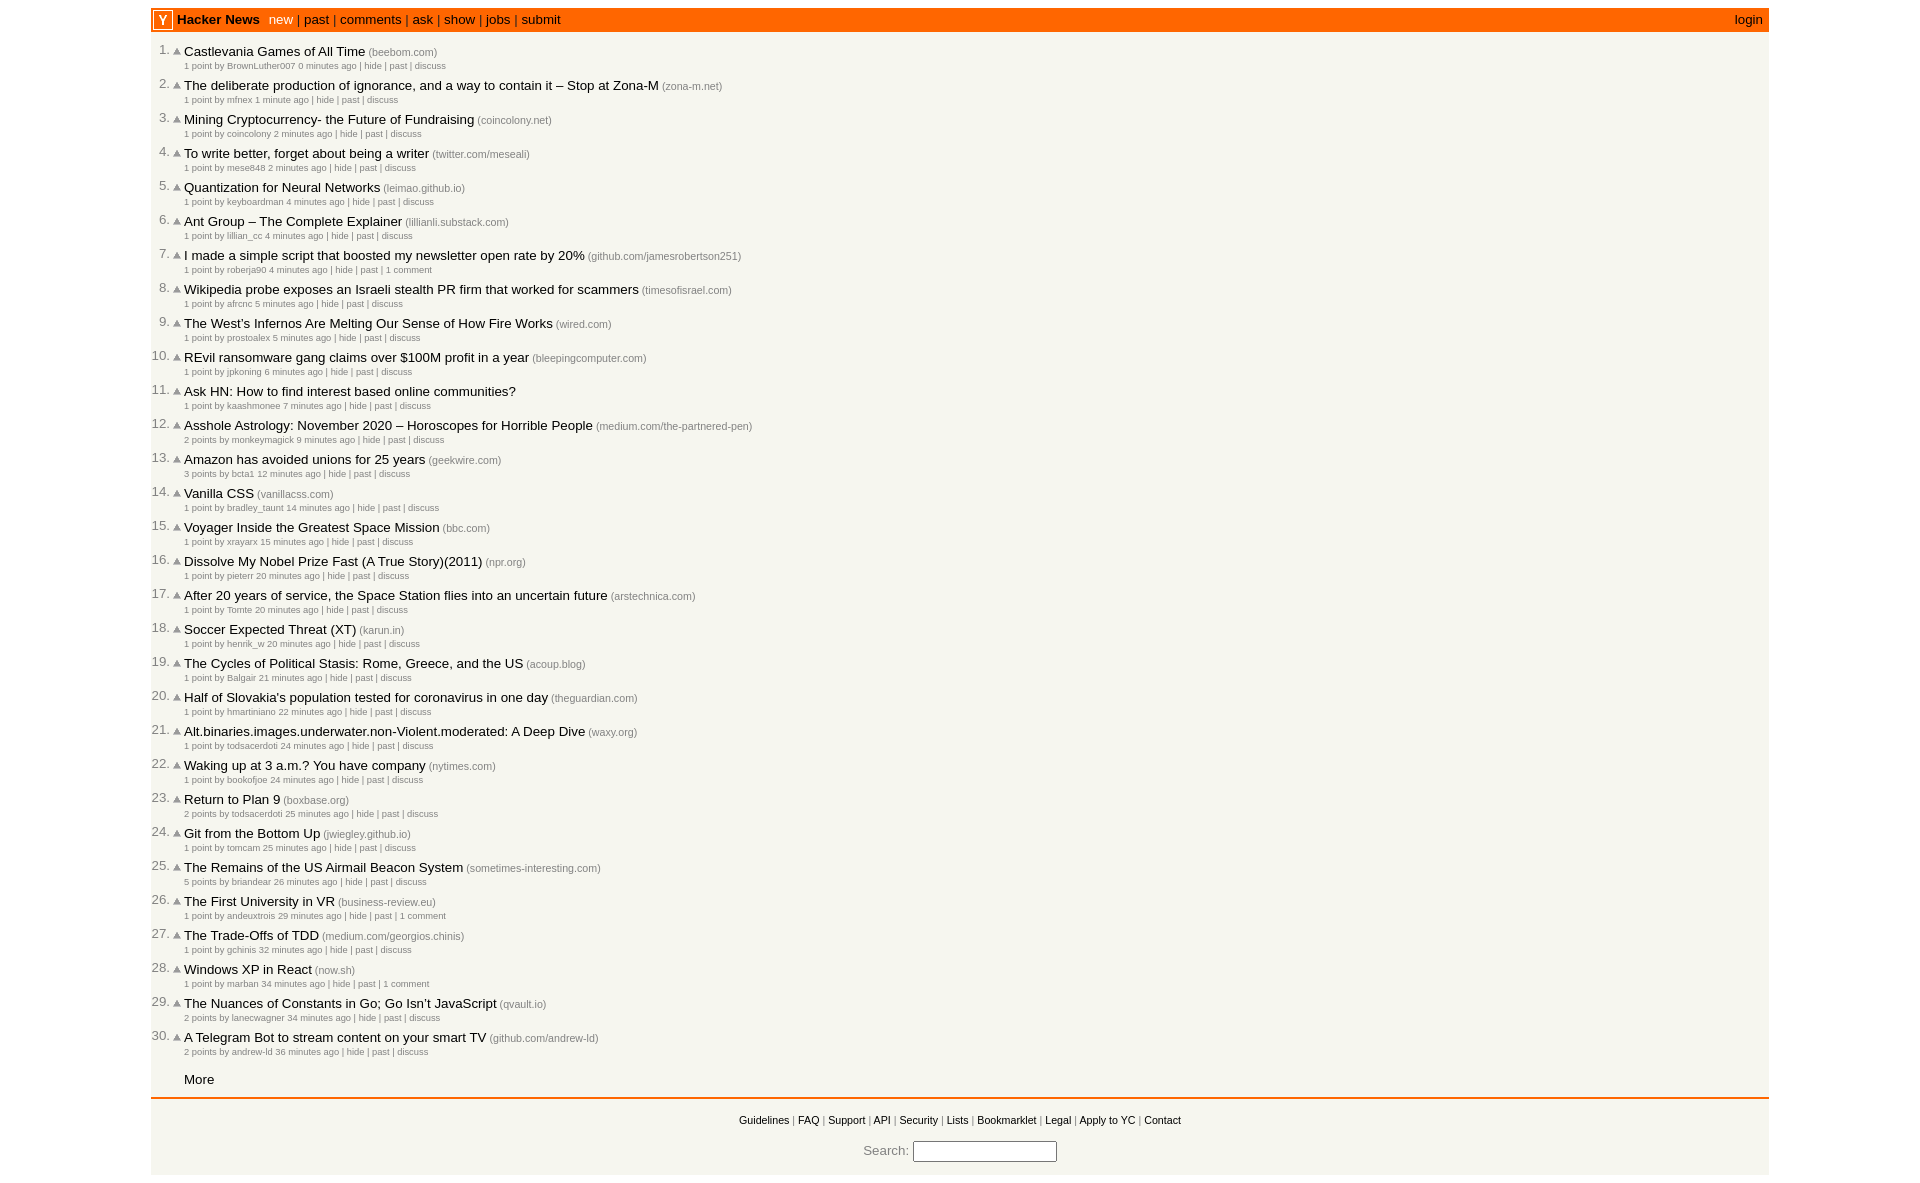 Y Hacker News new | past | comments | ask | show | jobs | submit login
1. Castlevania Games of All Time (beebom.com)
1 point by BrownLuther007 0 minutes ago | hide | past | discuss
2. The deliberate production of ignorance, and a way to contain it – Stop at Zona-M (zona-m.net)
1 point by mfnex 1 minute ago | hide | past | discuss
3. Mining Cryptocurrency- the Future of Fundraising (coincolony.net)
1 point by coincolony 2 minutes ago | hide | past | discuss
4. To write better, forget about being a writer (twitter.com/meseali)
1 point by mese848 2 minutes ago | hide | past | discuss
5. Quantization for Neural Networks (leimao.github.io)
1 point by keyboardman 4 minutes ago | hide | past | discuss
6. Ant Group – The Complete Explainer (lillianli.substack.com)
1 point by lillian_cc 4 minutes ago | hide | past | discuss
7. I made a simple script that boosted my newsletter open rate by 20% (github.com/jamesrobertson251)
1 point by roberja90 4 minutes ago | hide | past | 1 comment
8. Wikipedia probe exposes an Israeli stealth PR firm that worked for scammers (timesofisrael.com)
1 point by afrcnc 5 minutes ago | hide | past | discuss
9. The West’s Infernos Are Melting Our Sense of How Fire Works (wired.com)
1 point by prostoalex 5 minutes ago | hide | past | discuss
10. REvil ransomware gang claims over $100M profit in a year (bleepingcomputer.com)
1 point by jpkoning 6 minutes ago | hide | past | discuss
11. Ask HN: How to find interest based online communities?
1 point by kaashmonee 7 minutes ago | hide | past | discuss
12. Asshole Astrology: November 2020 – Horoscopes for Horrible People (medium.com/the-partnered-pen)
2 points by monkeymagick 9 minutes ago | hide | past | discuss
13. Amazon has avoided unions for 25 years (geekwire.com)
3 points by bcta1 12 minutes ago | hide | past | discuss
14. Vanilla CSS (vanillacss.com)
1 point by bradley_taunt 14 minutes ago | hide | past | discuss
15. Voyager Inside the Greatest Space Mission (bbc.com)
1 point by xrayarx 15 minutes ago | hide | past | discuss
16. Dissolve My Nobel Prize Fast (A True Story)(2011) (npr.org)
1 point by pieterr 20 minutes ago | hide | past | discuss
17. After 20 years of service, the Space Station flies into an uncertain future (arstechnica.com)
1 point by Tomte 20 minutes ago | hide | past | discuss
18. Soccer Expected Threat (XT) (karun.in)
1 point by henrik_w 20 minutes ago | hide | past | discuss
19. The Cycles of Political Stasis: Rome, Greece, and the US (acoup.blog)
1 point by Balgair 21 minutes ago | hide | past | discuss
20. Half of Slovakia's population tested for coronavirus in one day (theguardian.com)
1 point by hmartiniano 22 minutes ago | hide | past | discuss
21. Alt.binaries.images.underwater.non-Violent.moderated: A Deep Dive (waxy.org)
1 point by todsacerdoti 24 minutes ago | hide | past | discuss
22. Waking up at 3 a.m.? You have company (nytimes.com)
1 point by bookofjoe 24 minutes ago | hide | past | discuss
23. Return to Plan 9 (boxbase.org)
2 points by todsacerdoti 25 minutes ago | hide | past | discuss
24. Git from the Bottom Up (jwiegley.github.io)
1 point by tomcam 25 minutes ago | hide | past | discuss
25. The Remains of the US Airmail Beacon System (sometimes-interesting.com)
5 points by briandear 26 minutes ago | hide | past | discuss
26. The First University in VR (business-review.eu)
1 point by andeuxtrois 29 minutes ago | hide | past | 1 comment
27. The Trade-Offs of TDD (medium.com/georgios.chinis)
1 point by gchinis 32 minutes ago | hide | past | discuss
28. Windows XP in React (now.sh)
1 point by marban 34 minutes ago | hide | past | 1 comment
29. The Nuances of Constants in Go; Go Isn’t JavaScript (qvault.io)
2 points by lanecwagner 34 minutes ago | hide | past | discuss
30. A Telegram Bot to stream content on your smart TV (github.com/andrew-ld)
2 points by andrew-ld 36 minutes ago | hide | past | discuss
More
Guidelines | FAQ | Support | API | Security | Lists | Bookmarklet | Legal | Apply to YC | Contact
Search: